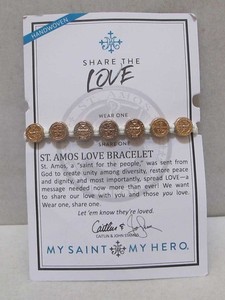 HANDWOVEN
SHARE THE
LOVE
WEAR ONE
SHARE ONE
ST. AMOS LOVE BRACELET
St. Amos, a "saint for the people," was sent from
God to create unity among diversity, restore peace
and dignity, and most importantly, spread LOVE—a
message needed now more than ever! We want
to share our love with you and those you love.
Wear one, share one.
Let 'em know they're loved.
Caitlin &
CAITLIN & JOHN
MY SAINT MY HERO.